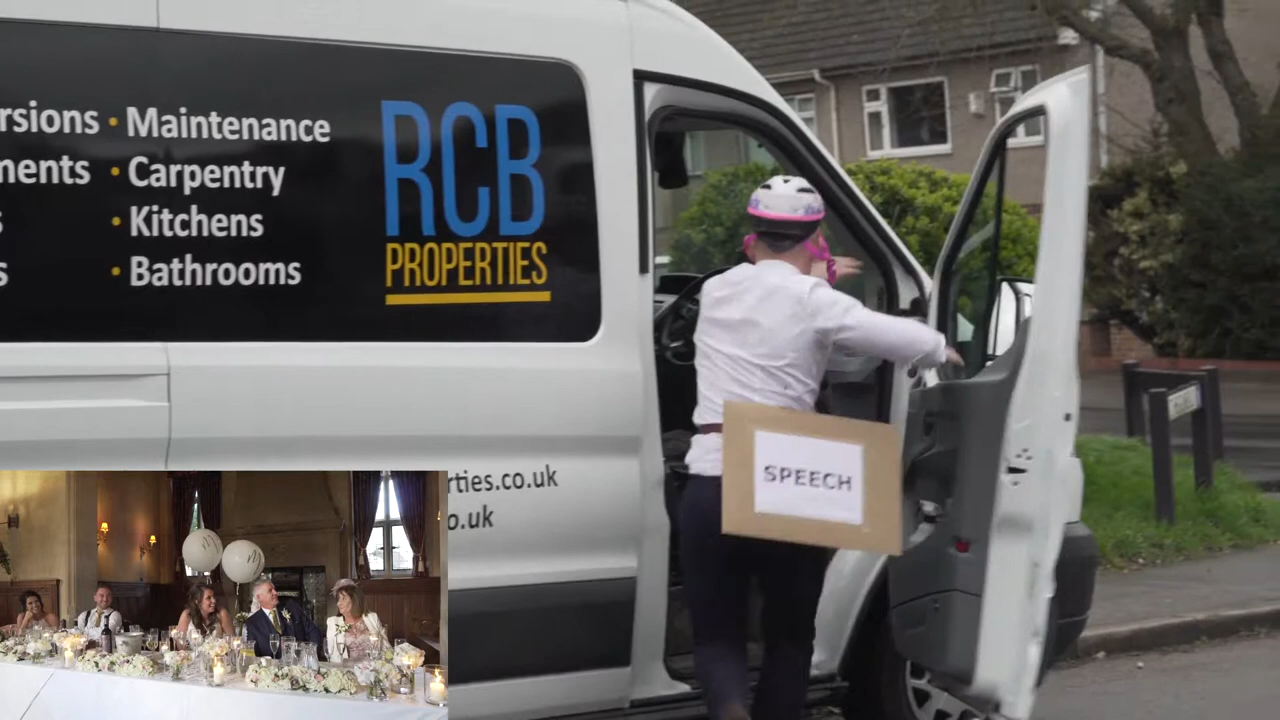 rsions • Maintenance
ments • Carpentry
s • Kitchens
s • Bathrooms
RCB
PROPERTIES
SPEECH
rties.co.uk
o.uk